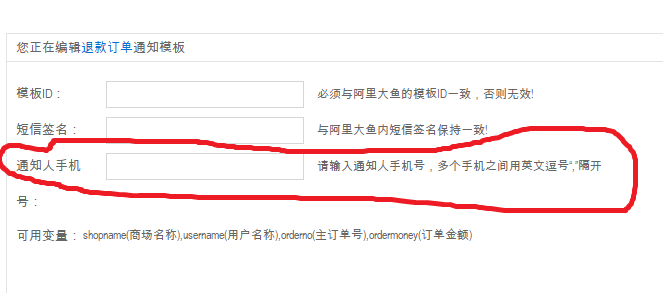 您正在编辑退款订单通知模板
模板ID： 必须与阿里大鱼的模板ID一致，否则无效!
短信签名： 与阿里大鱼内短信签名保持一致!
通知人手机 请输入通知人手机号，多个手机之间用英文逗号“,”隔开
号：
可用变量：shopname(商场名称),username(用户名称),orderno(主订单号),ordermoney(订单金额)